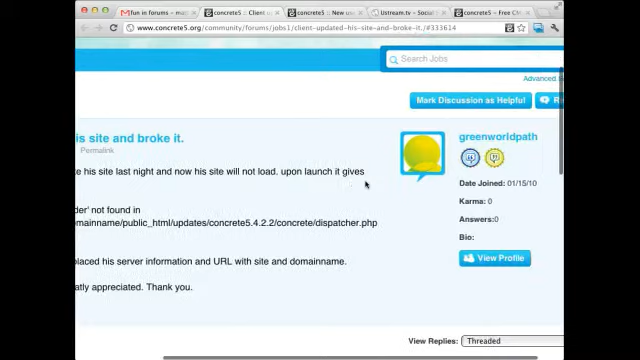 fun in forums – ma
concrete5 :: Client u
concrete5 :: New use
Ustream.tv – Social
concrete5 :: Free C
www.concrete5.org/community/forums/jobs1/client-updated-his-site-and-broke-it./#333614
Search Jobs
Advanced
Mark Discussion as Helpful!
R
is site and broke it.
Permalink
greenworldpath
te his site last night and now his site will not load. upon launch it gives
Date Joined: 01/15/10
Karma: 0
der' not found in
Answers:0
omainname/public_html/updates/concrete5.4.2.2/concrete/dispatcher.php
Bio:
View Profile
placed his server information and URL with site and domainname.
atly appreciated. Thank you.
View Replies:
Threaded